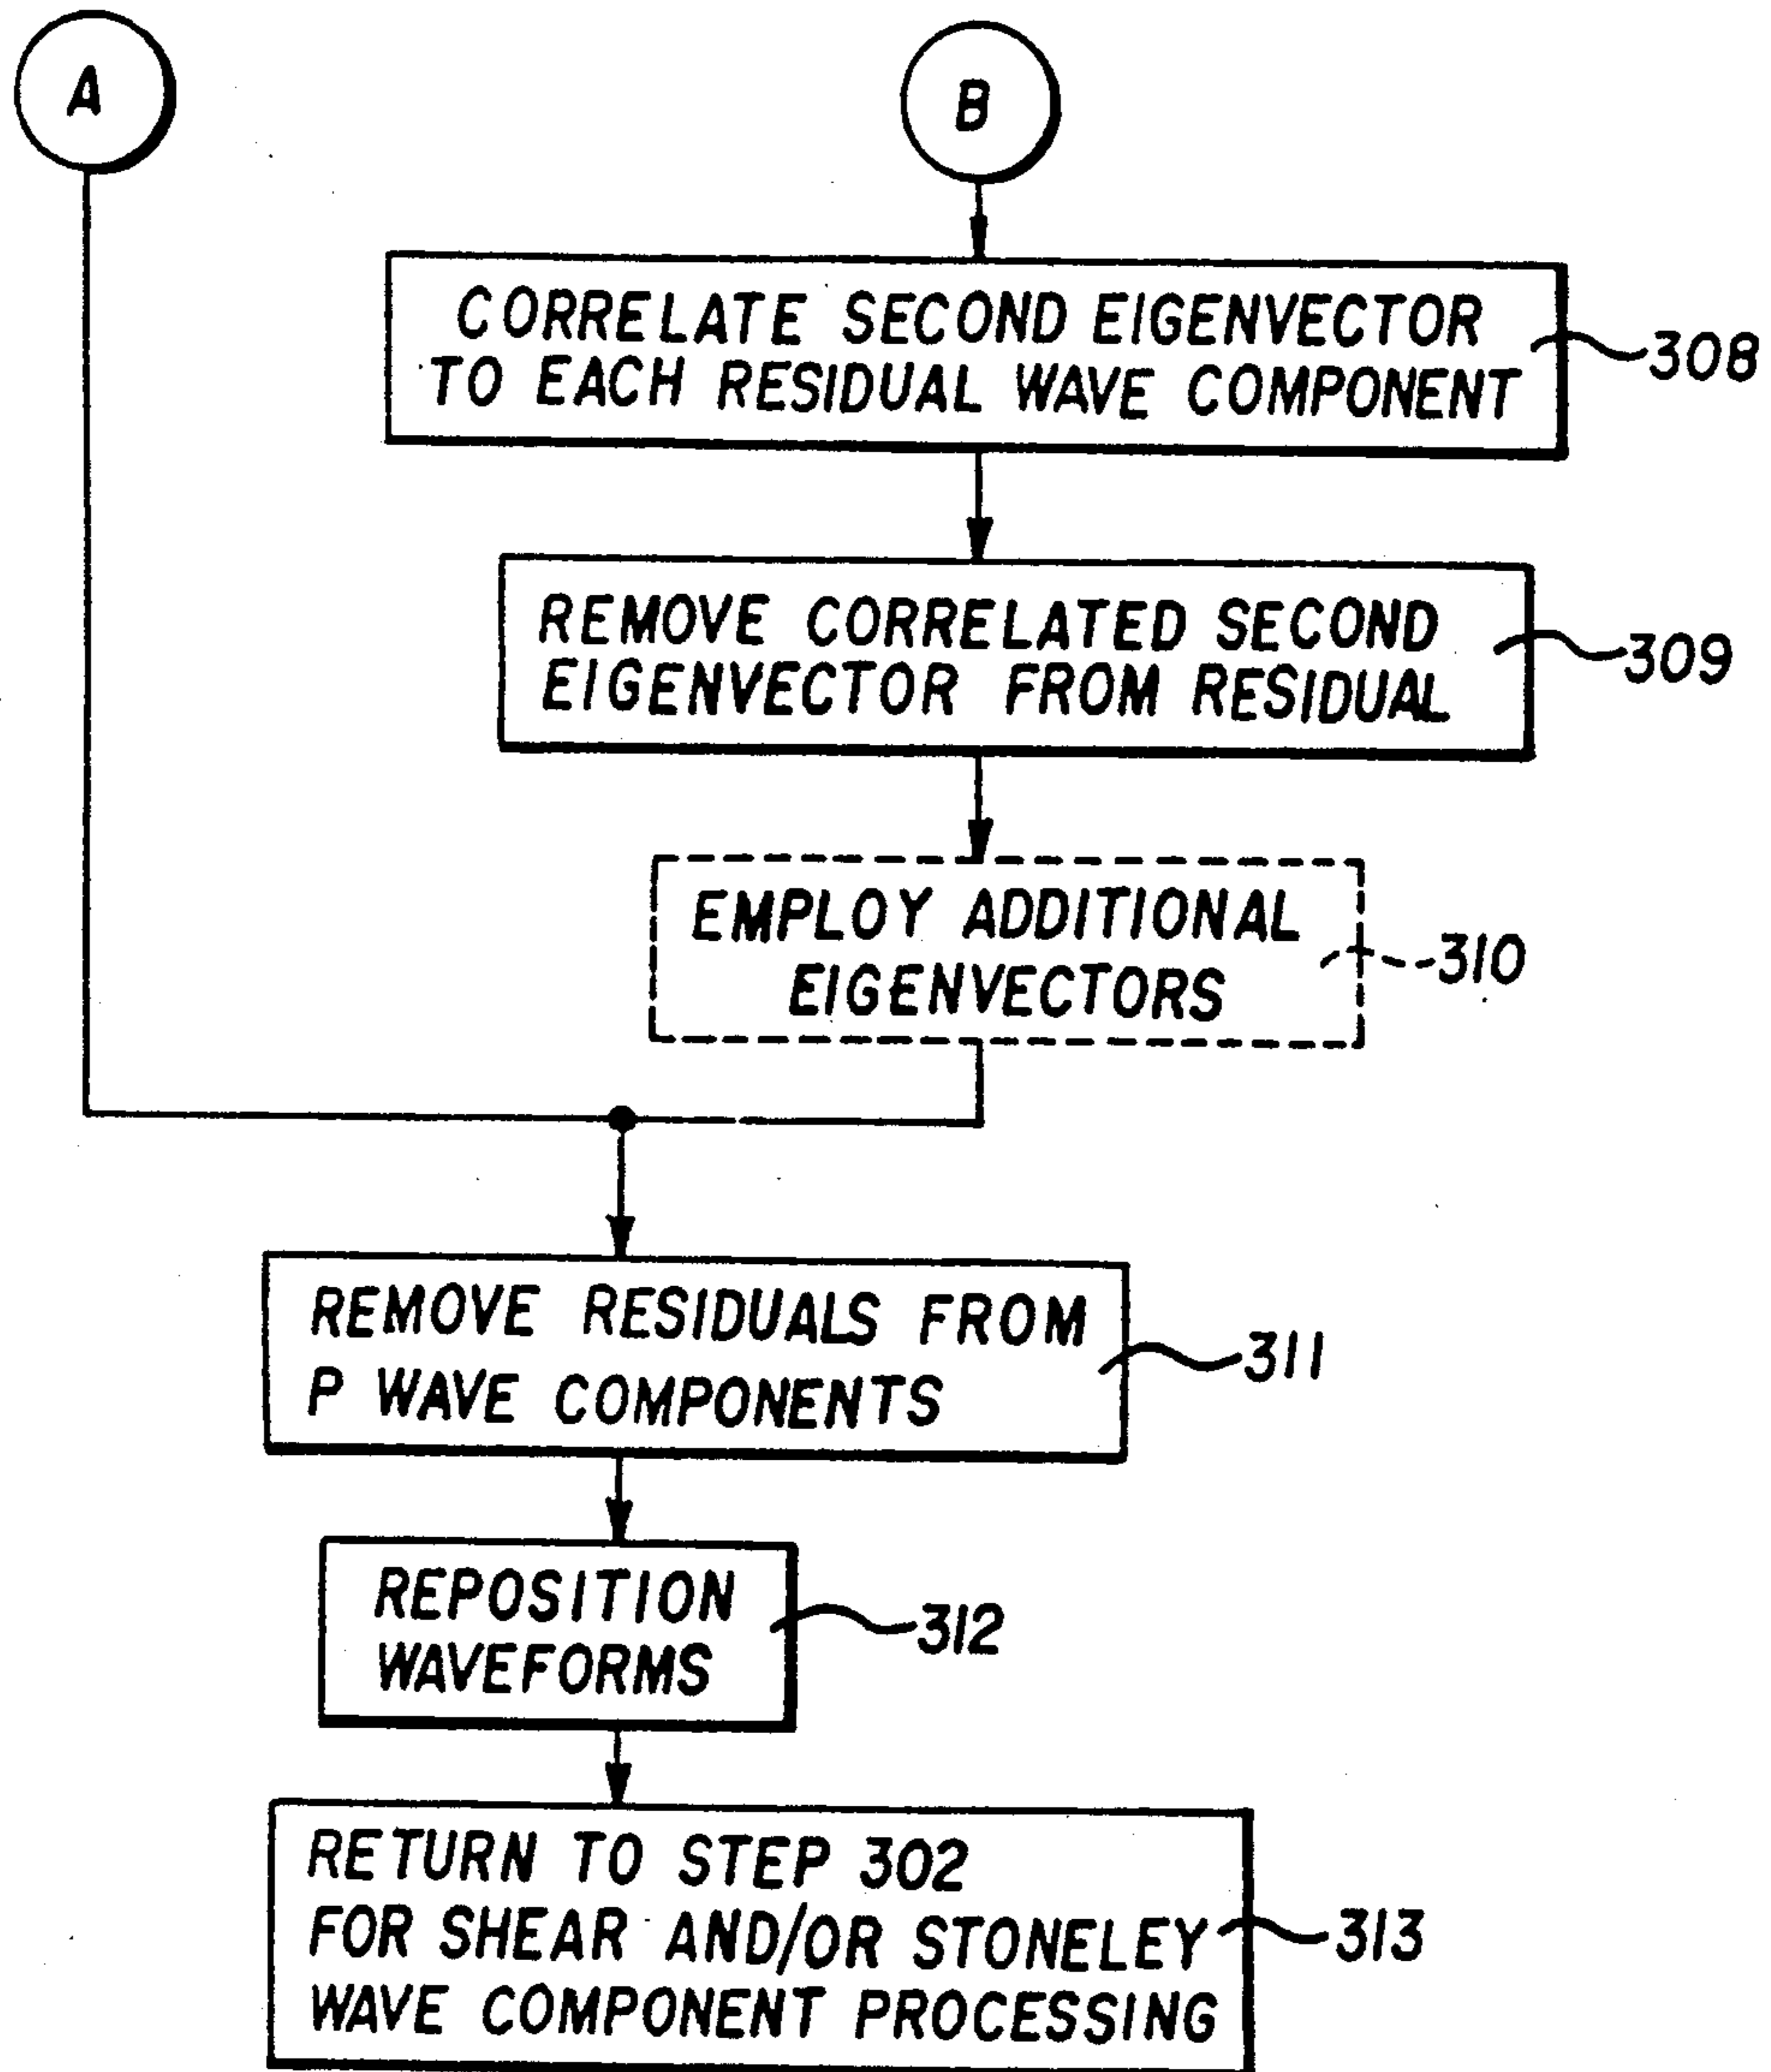 A
B
CORRELATE SECOND EIGENVECTOR
TO EACH RESIDUAL WAVE COMPONENT
308
REMOVE CORRELATED SECOND
EIGENVECTOR FROM RESIDUAL
309
EMPLOY ADDITIONAL
EIGENVECTORS
310
REMOVE RESIDUALS FROM
P WAVE COMPONENTS
311
REPOSITION
WAVEFORMS
312
RETURN TO STEP 302
FOR SHEAR AND/OR STONELEY
WAVE COMPONENT PROCESSING
313